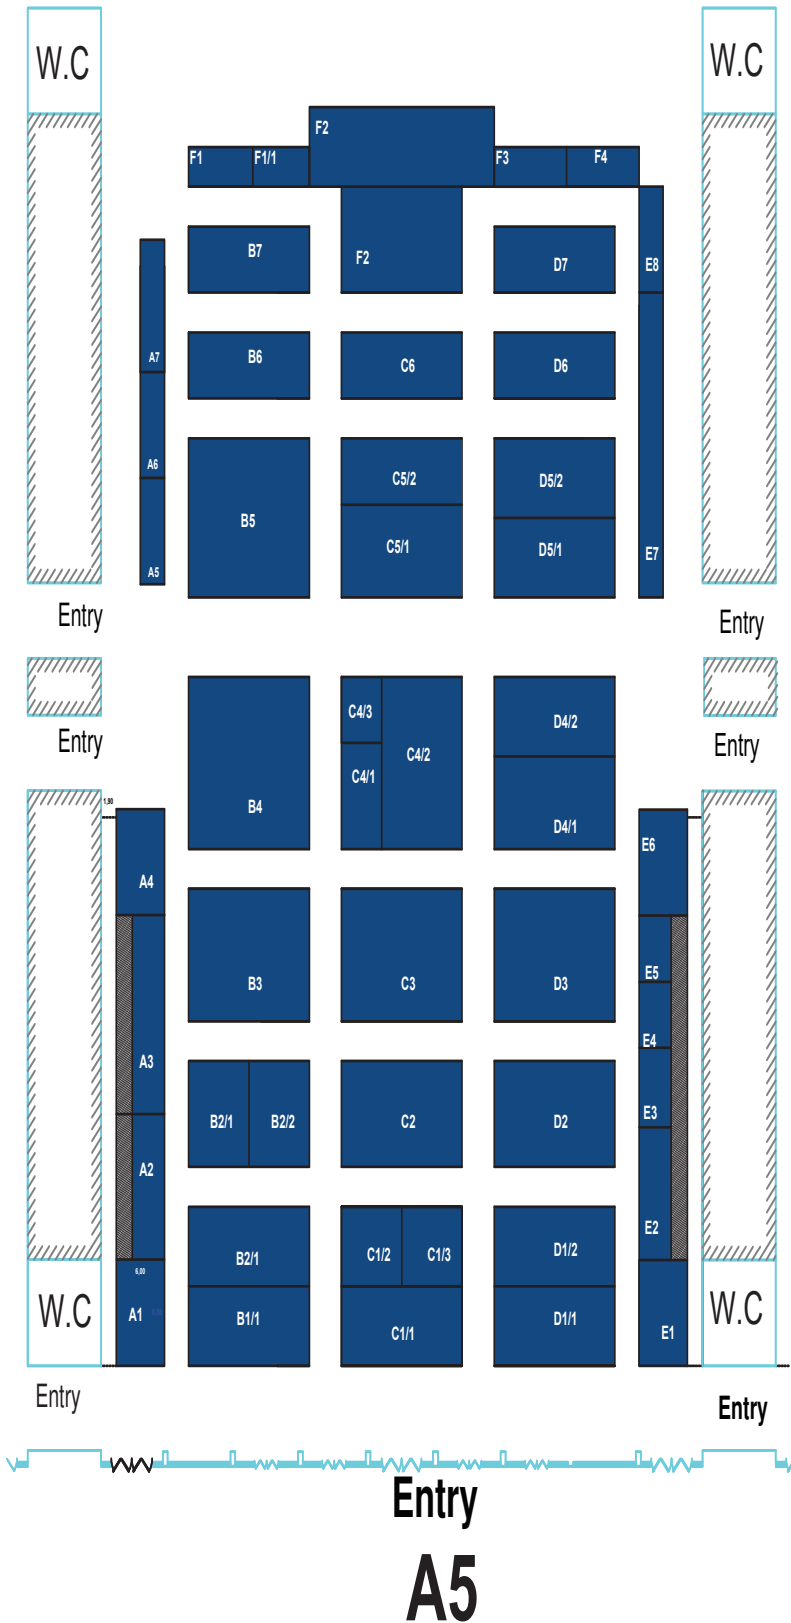 W.C W.C
F2
F1 F1/1 F3 F4
B7 F2 D7 E8
A7 B6 C6 D6
A6 C5/2 D5/2
B5 C5/1 D5/1 E7
A5
Entry Entry
C4/3 D4/2
Entry C4/2 Entry
C4/1
1,90 B4 D4/1
E6
A4
B3 C3 D3 E5
E4
A3
B2/1 B2/2 C2 D2 E3
A2
B2/1 C1/2 C1/3 D1/2 E2
6,00
W.C A1 B1/1 C1/1 D1/1 E1 W.C
Entry Entry
Entry
A5